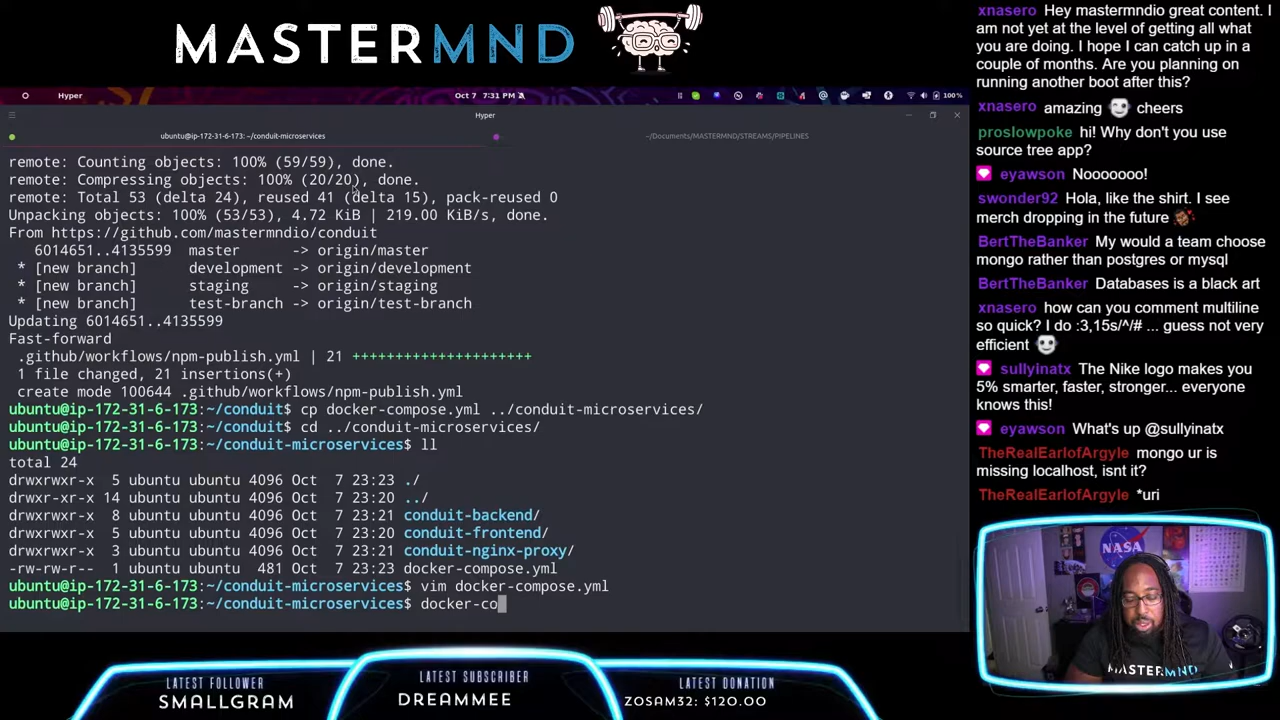 MASTERMND
Hyper
Oct 7 7:31 PM
100%
Hyper
ubuntu@ip-172-31-6-173: ~/conduit-microservices
~/Documents/MASTERMND/STREAMS/PIPELINES
remote: Counting objects: 100% (59/59), done.
remote: Compressing objects: 100% (20/20), done.
remote: Total 53 (delta 24), reused 41 (delta 15), pack-reused 0
Unpacking objects: 100% (53/53), 4.72 KiB | 219.00 KiB/s, done.
From https://github.com/mastermndio/conduit
6014651..4135599 master -> origin/master
* [new branch] development -> origin/development
* [new branch] staging -> origin/staging
* [new branch] test-branch -> origin/test-branch
Updating 6014651..4135599
Fast-forward
.github/workflows/npm-publish.yml | 21 +++++++++++++++++++++
1 file changed, 21 insertions(+)
create mode 100644 .github/workflows/npm-publish.yml
ubuntu@ip-172-31-6-173:~/conduit$ cp docker-compose.yml ../conduit-microservices/
ubuntu@ip-172-31-6-173:~/conduit$ cd ../conduit-microservices/
ubuntu@ip-172-31-6-173:~/conduit-microservices$ ll
total 24
drwxrwxr-x 5 ubuntu ubuntu 4096 Oct 7 23:23 ./
drwxr-xr-x 14 ubuntu ubuntu 4096 Oct 7 23:20 ../
drwxrwxr-x 8 ubuntu ubuntu 4096 Oct 7 23:21 conduit-backend/
drwxrwxr-x 5 ubuntu ubuntu 4096 Oct 7 23:20 conduit-frontend/
drwxrwxr-x 3 ubuntu ubuntu 4096 Oct 7 23:21 conduit-nginx-proxy/
-rw-rw-r-- 1 ubuntu ubuntu 481 Oct 7 23:23 docker-compose.yml
ubuntu@ip-172-31-6-173:~/conduit-microservices$ vim docker-compose.yml
ubuntu@ip-172-31-6-173:~/conduit-microservices$ docker-co
xnasero Hey mastermndio great content. I
am not yet at the level of getting all what
you are doing. I hope I can catch up in a
couple of months. Are you planning on
running another boot after this?
xnasero amazing cheers
proslowpoke hi! Why don't you use
source tree app?
eyawson Nooooooo!
swonder92 Hola, like the shirt. I see
merch dropping in the future
BertTheBanker My would a team choose
mongo rather than postgres or mysql
BertTheBanker Databases is a black art
xnasero how can you comment multiline
so quick? I do :3,15s/^/# ... guess not very
efficient
sullyinatx The Nike logo makes you
5% smarter, faster, stronger... everyone
knows this!
eyawson What's up @sullyinatx
TheRealEarlofArgyle mongo ur is
missing localhost, isnt it?
TheRealEarlofArgyle *uri
NASA
MASTERMND
LATEST FOLLOWER
SMALLGRAM
LATEST SUBSCRIBER
DREAMMEE
LATEST DONATION
ZOSAM32: $120.00